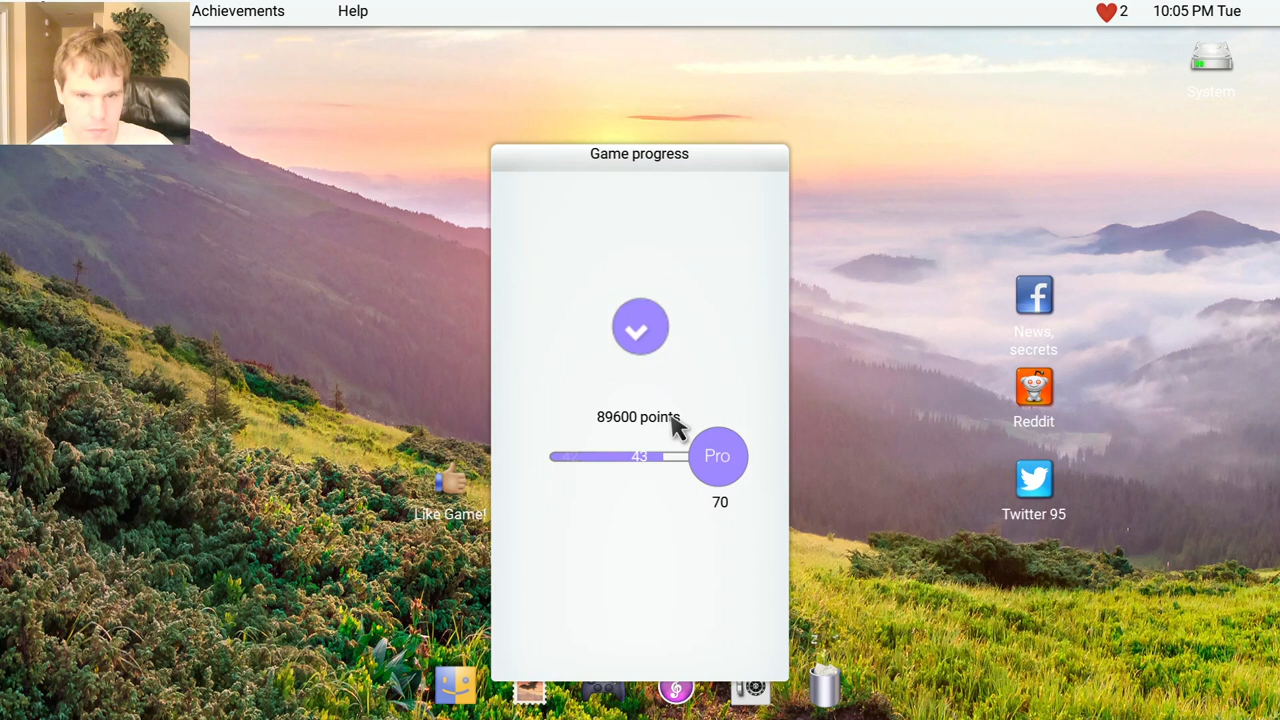 Achievements
Help
2
10:05 PM Tue
System
Game progress
News,
secrets
Reddit
89600 points
43
Pro
70
Like Game!
Twitter 95